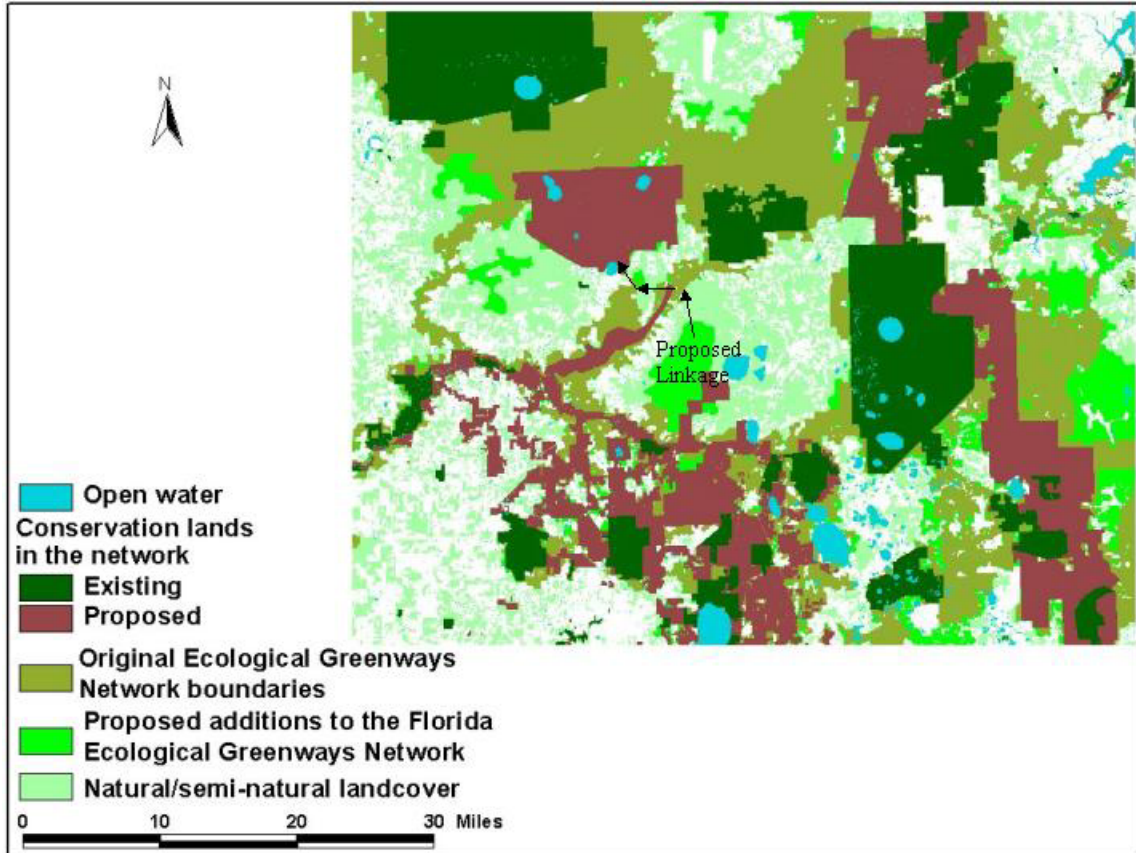 N
Proposed
Linkage
Open water
Conservation lands
in the network
Existing
Proposed
Original Ecological Greenways
Network boundaries
Proposed additions to the Florida
Ecological Greenways Network
Natural/semi-natural landcover
0 10 20 30 Miles